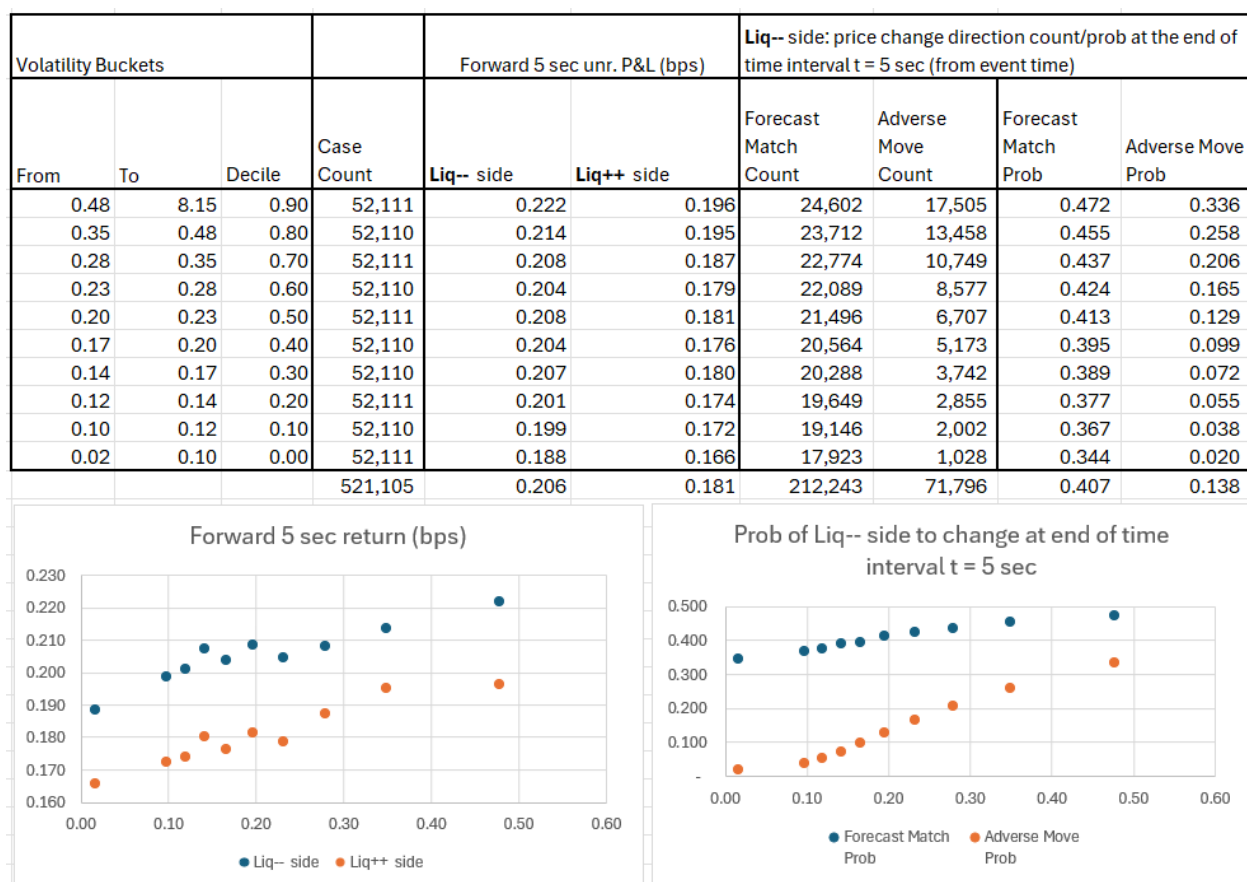 Volatility Buckets
Forward 5 sec unr. P&L (bps)
Liq-- side: price change direction count/prob at the end of
time interval t = 5 sec (from event time)
From To Decile Case Count Liq-- side Liq++ side Forecast Match Count Adverse Move Count Forecast Match Prob Adverse Move Prob
0.48 8.15 0.90 52,111 0.222 0.196 24,602 17,505 0.472 0.336
0.35 0.48 0.80 52,110 0.214 0.195 23,712 13,458 0.455 0.258
0.28 0.35 0.70 52,111 0.208 0.187 22,774 10,749 0.437 0.206
0.23 0.28 0.60 52,110 0.204 0.179 22,089 8,577 0.424 0.165
0.20 0.23 0.50 52,111 0.208 0.181 21,496 6,707 0.413 0.129
0.17 0.20 0.40 52,110 0.204 0.176 20,564 5,173 0.395 0.099
0.14 0.17 0.30 52,110 0.207 0.180 20,288 3,742 0.389 0.072
0.12 0.14 0.20 52,111 0.201 0.174 19,649 2,855 0.377 0.055
0.10 0.12 0.10 52,110 0.199 0.172 19,146 2,002 0.367 0.038
0.02 0.10 0.00 52,111 0.188 0.166 17,923 1,028 0.344 0.020
521,105 0.206 0.181 212,243 71,796 0.407 0.138
Forward 5 sec return (bps)
0.230
0.220
0.210
0.200
0.190
0.180
0.170
0.160
0.00 0.10 0.20 0.30 0.40 0.50 0.60
Liq-- side Liq++ side
Prob of Liq-- side to change at end of time
interval t = 5 sec
0.500
0.400
0.300
0.200
0.100
-
0.00 0.10 0.20 0.30 0.40 0.50 0.60
Forecast Match Prob
Adverse Move Prob